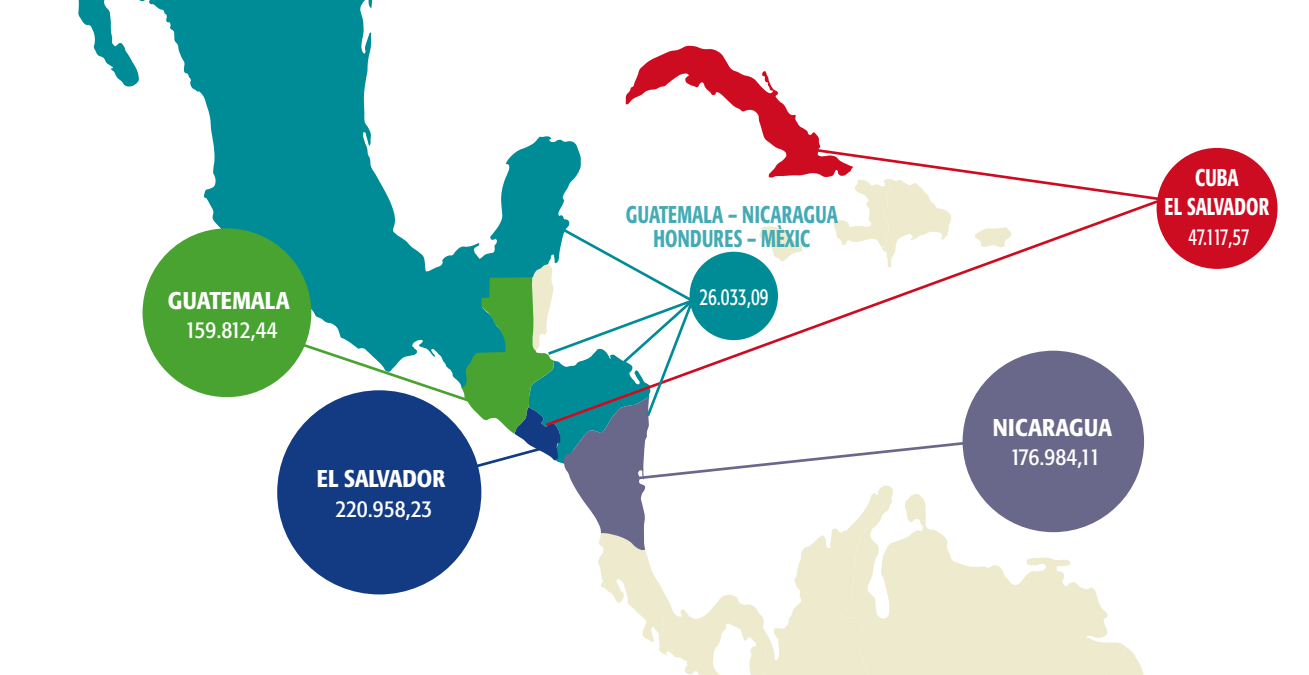 GUATEMALA – NICARAGUA
HONDURES – MÈXIC
26.033,09
CUBA
EL SALVADOR
47.117,57
GUATEMALA
159.812,44
EL SALVADOR
220.958,23
NICARAGUA
176.984,11